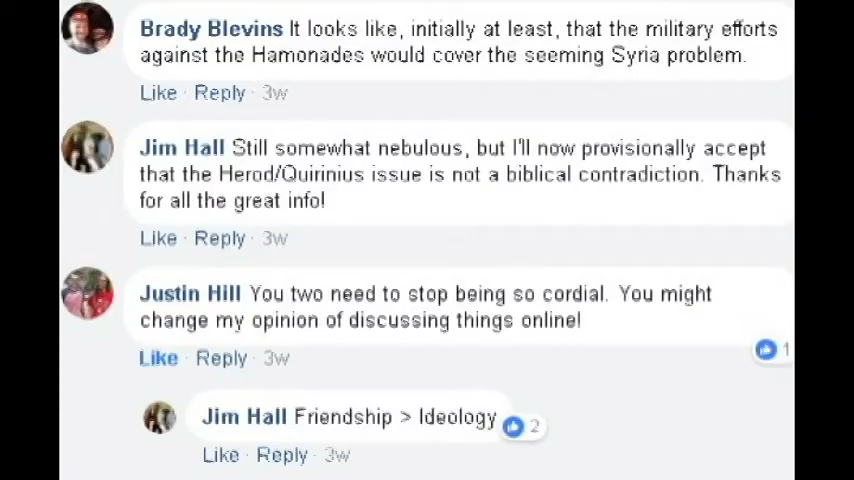 Brady Blevins It looks like, initially at least, that the military efforts
against the Hamonades would cover the seeming Syria problem.
Like · Reply · 3w
Jim Hall Still somewhat nebulous, but I'll now provisionally accept
that the Herod/Quirinius issue is not a biblical contradiction. Thanks
for all the great info!
Like · Reply · 3w
Justin Hill You two need to stop being so cordial. You might
change my opinion of discussing things online!
Like · Reply · 3w
1
Jim Hall Friendship > Ideology
2
Like · Reply · 3w